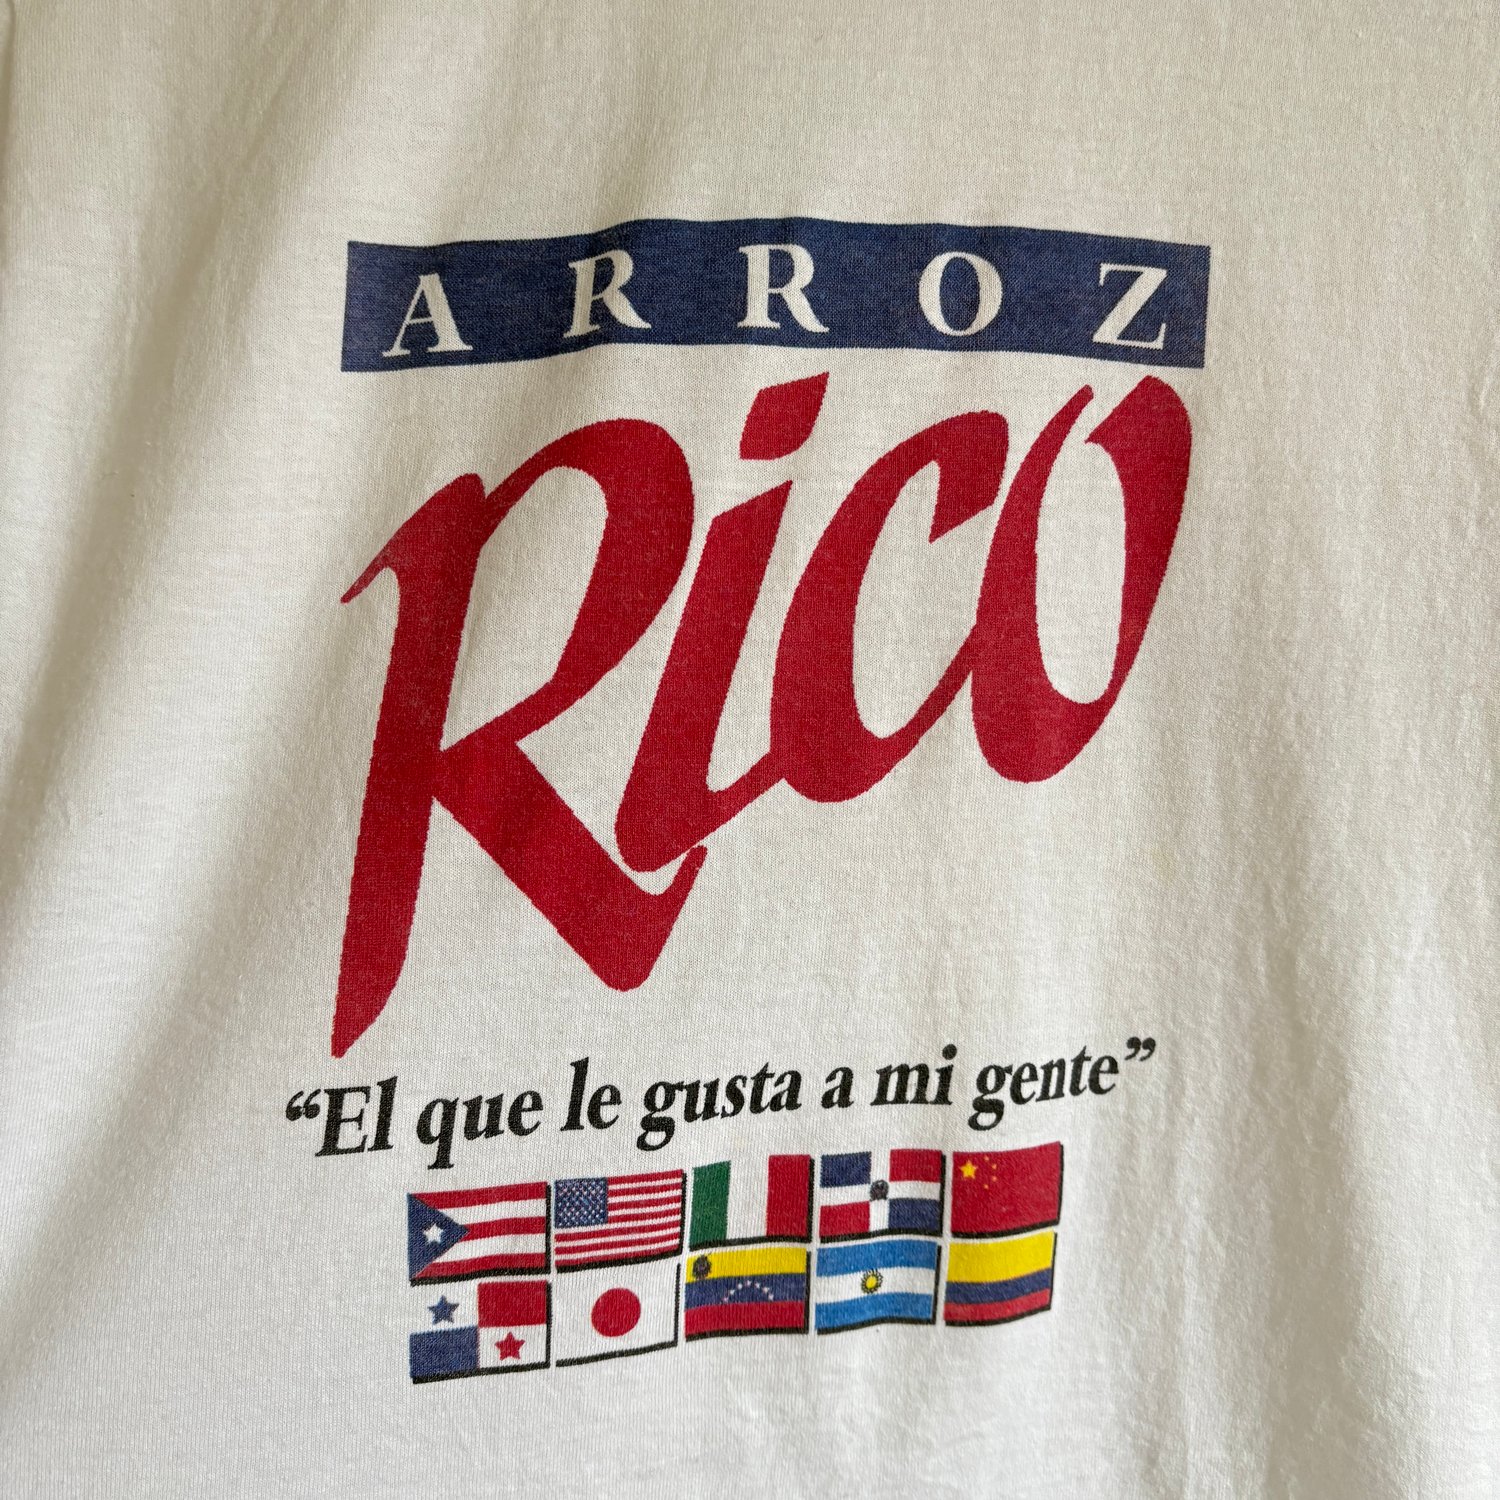 ARROZ
Rico
“El que le gusta a mi gente”